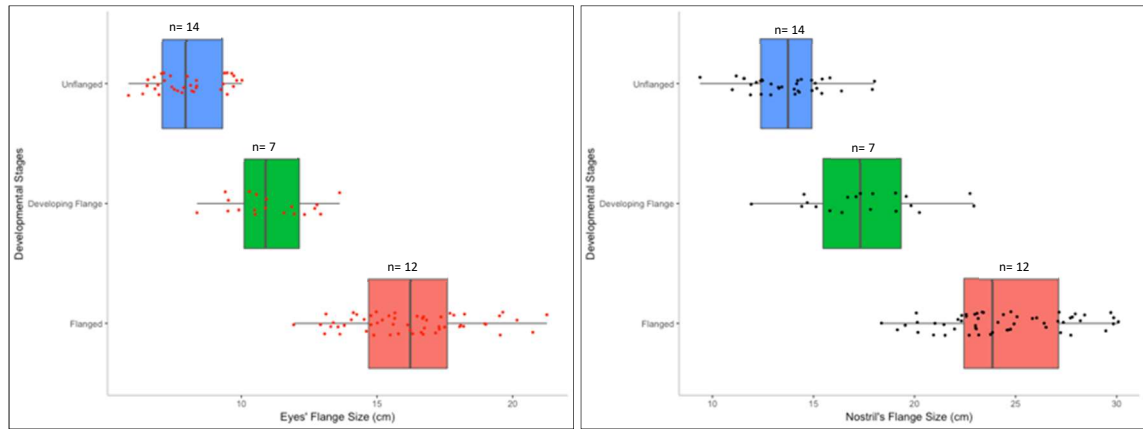 n= 14
Unflanged
n= 7
Developing Flange
n= 12
Flanged
Developmental Stages
10
15
20
Eyes' Flange Size (cm)
n= 14
Unflanged
n= 7
Developing Flange
n= 12
Flanged
Developmental Stages
10
15
20
25
30
Nostril's Flange Size (cm)